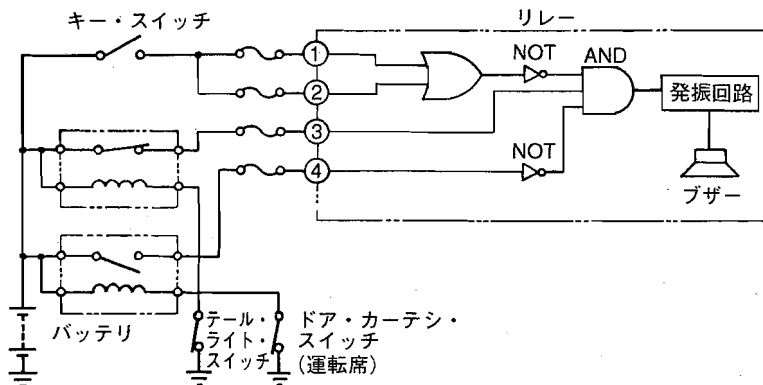 キー・スイッチ
リレー
①
NOT
AND
②
発振回路
③
NOT
④
ブザー
バッテリ
テール・
ライト・
スイッチ
ドア・カーテシ・
スイッチ
(運転席)